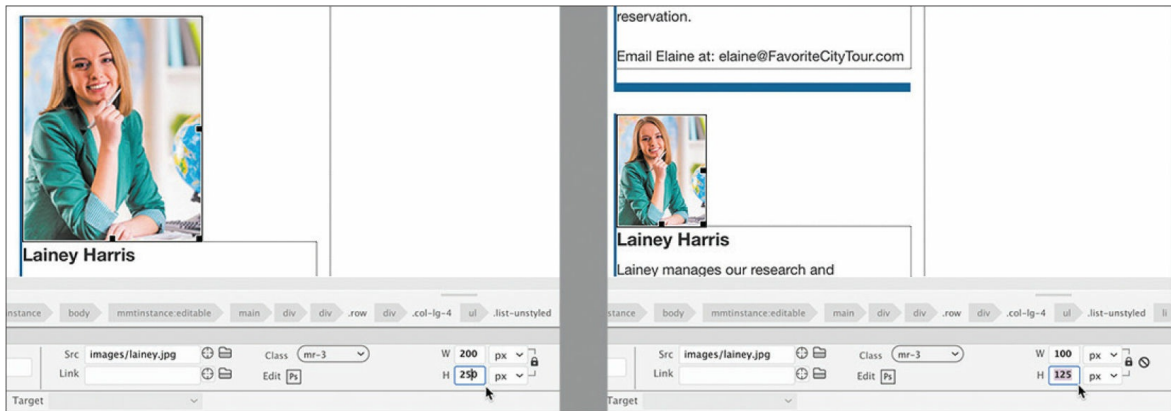 Lainey Harris
instance body mmtinstance:editable main div div .row div .col-lg-4 ul .list-unstyled
Src images/lainey.jpg Class mr-3 W 200 px
Link Edit Ps H 250 px
Target
reservation.
Email Elaine at: elaine@FavoriteCityTour.com
Lainey Harris
Lainey manages our research and
stance body mmtinstance:editable main div div .row div .col-lg-4 ul .list-unstyled li
Src images/lainey.jpg Class mr-3 W 100 px
Link Edit Ps H 125 px
Target